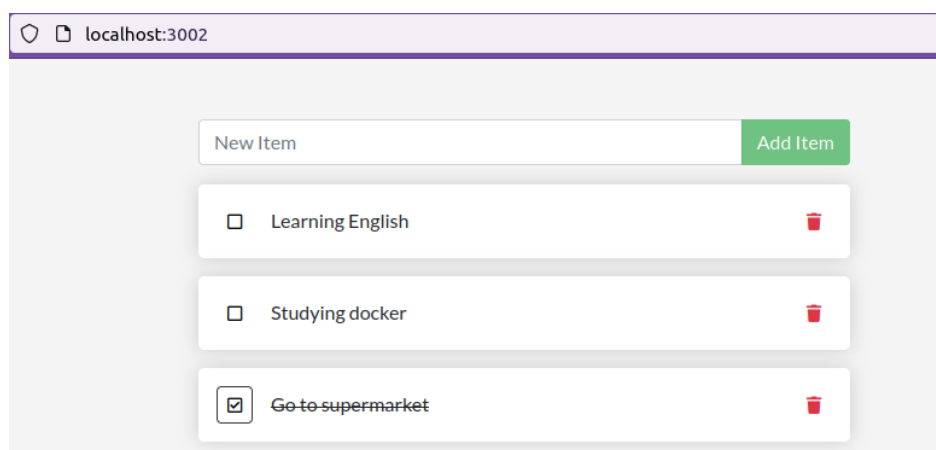 localhost:3002
New Item
Add Item
Learning English
Studying docker
Go to supermarket